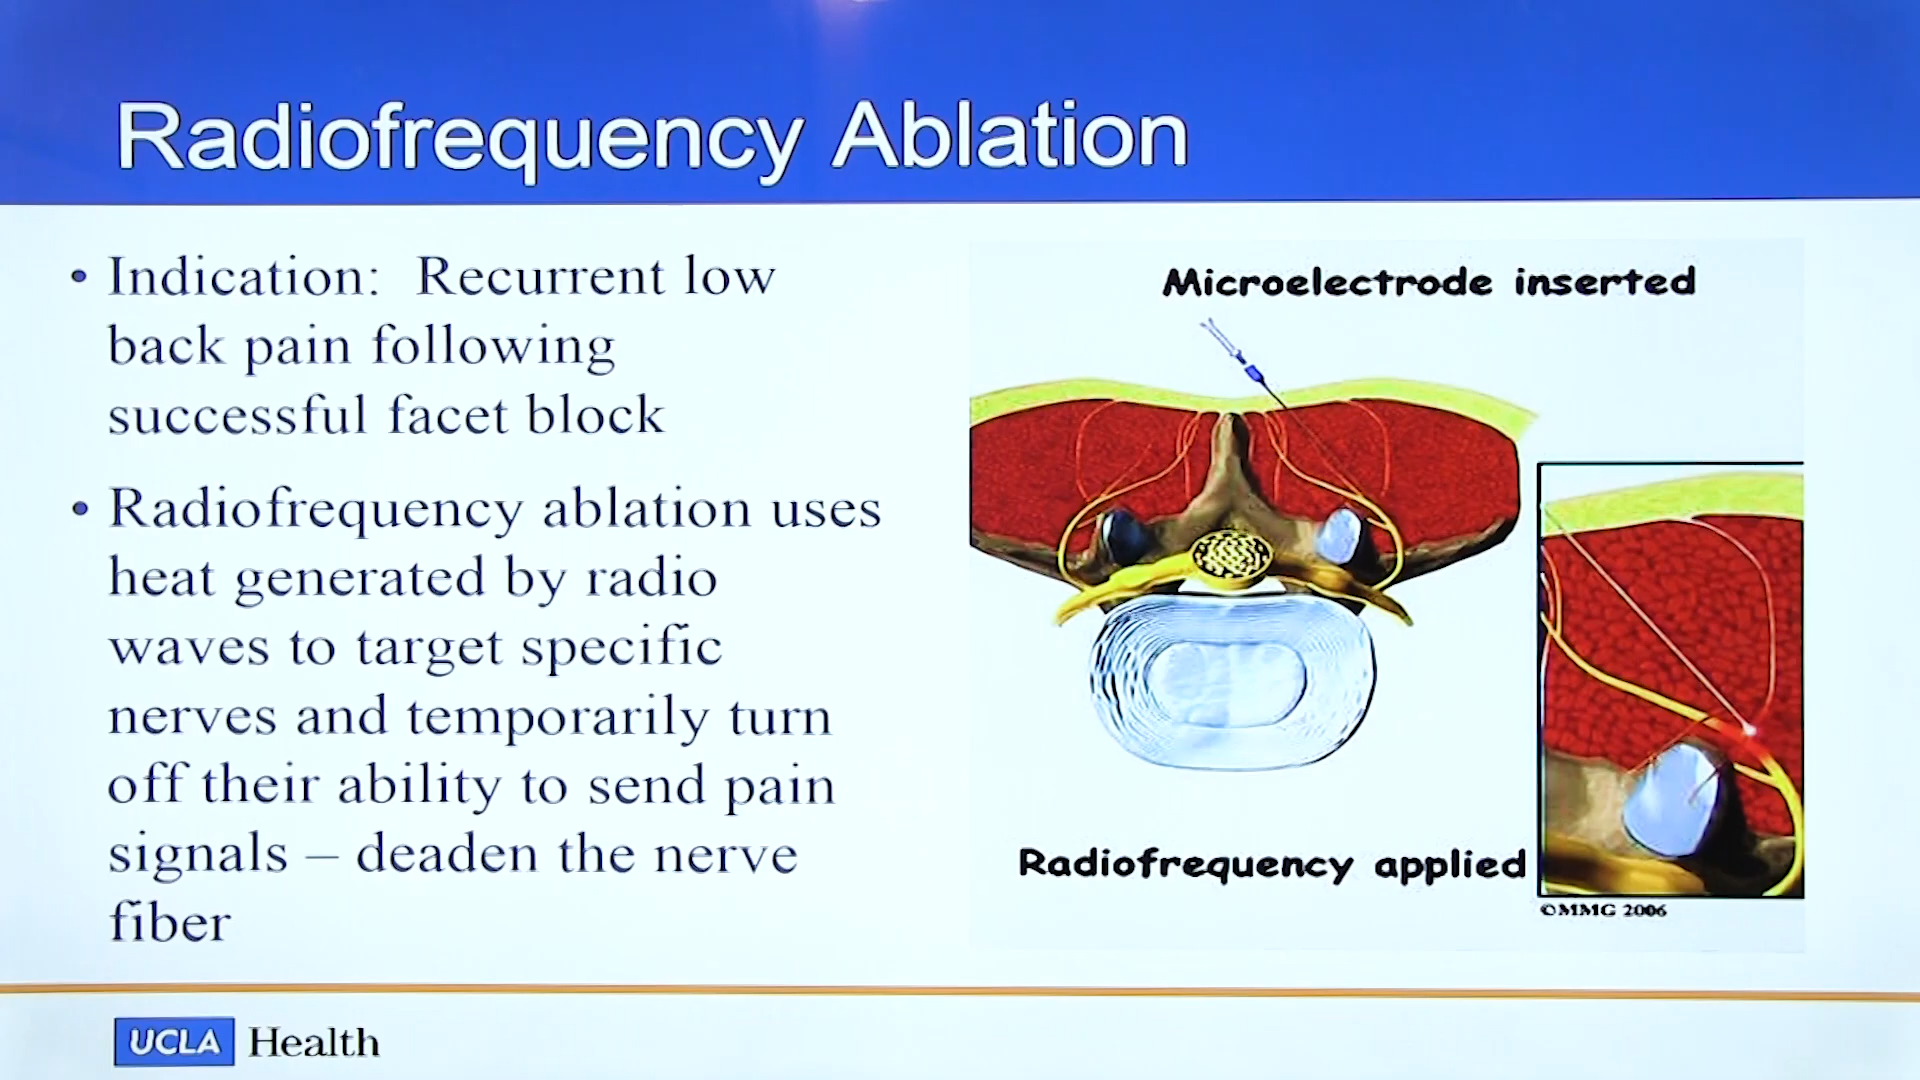 Radiofrequency Ablation
• Indication: Recurrent low
back pain following
successful facet block
• Radiofrequency ablation uses
heat generated by radio
waves to target specific
nerves and temporarily turn
off their ability to send pain
signals – deaden the nerve
fiber
Microelectrode inserted
Radiofrequency applied
©MMG 2006
UCLA Health